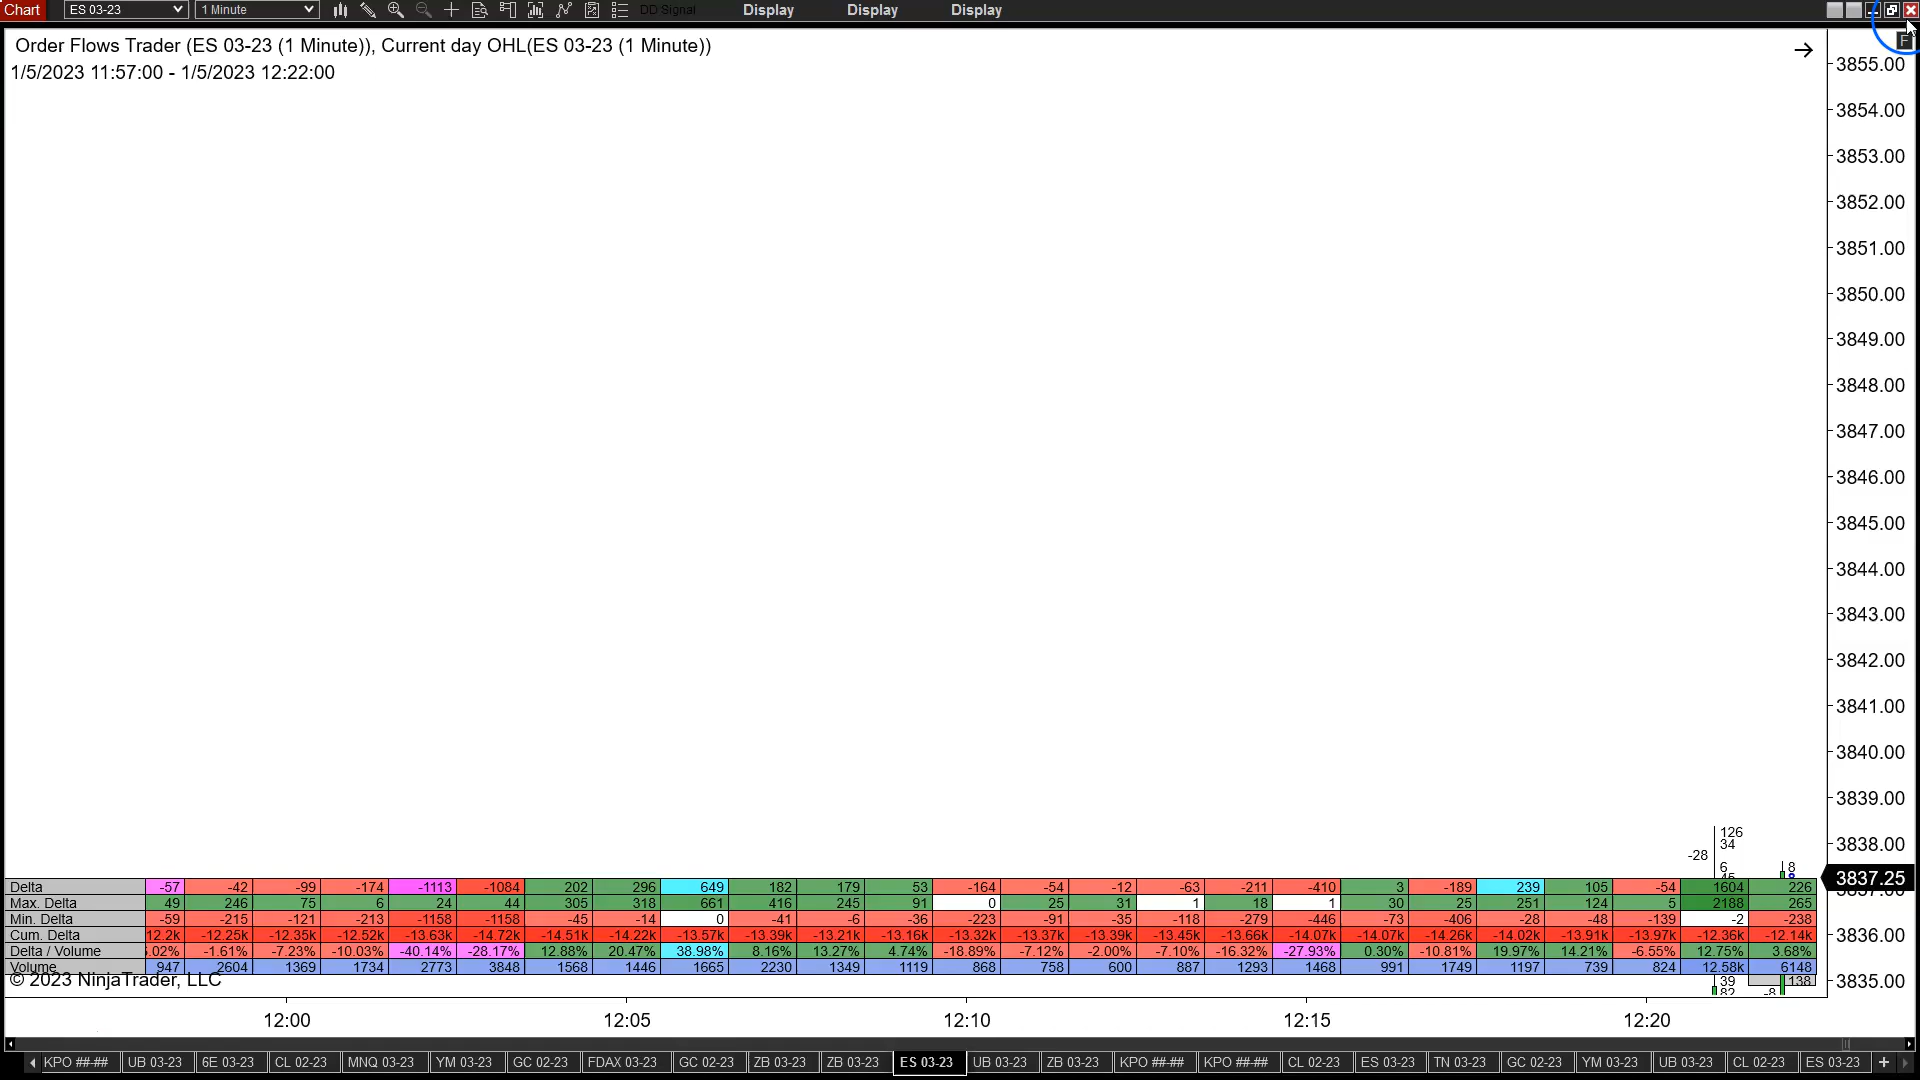 Chart ES 03-23 1 Minute DD Signal Display Display Display
F
Order Flows Trader (ES 03-23 (1 Minute)), Current day OHL(ES 03-23 (1 Minute))
1/5/2023 11:57:00 - 1/5/2023 12:22:00
3855.00
3854.00
3853.00
3852.00
3851.00
3850.00
3849.00
3848.00
3847.00
3846.00
3845.00
3844.00
3843.00
3842.00
3841.00
3840.00
3839.00
126
34 3838.00
-28
6 8
3837.25
Delta -57 -42 -99 -174 -1113 -1084 202 296 649 182 179 53 -164 -54 -12 -63 -211 -410 3 -189 239 105 -54 1604 226
Max. Delta 49 246 75 6 24 44 305 318 661 416 245 91 0 25 31 1 18 1 30 25 251 124 5 2188 265
Min. Delta -59 -215 -121 -213 -1158 -1158 -45 -14 0 -41 -6 -36 -223 -91 -35 -118 -279 -446 -73 -406 -28 -48 -139 -2 -238
Cum. Delta 12.2k -12.25k -12.35k -12.52k -13.63k -14.72k -14.51k -14.22k -13.57k -13.39k -13.21k -13.16k -13.32k -13.37k -13.39k -13.45k -13.66k -14.07k -14.07k -14.26k -14.02k -13.91k -13.97k -12.36k -12.14k 3836.00
Delta / Volume .02% -1.61% -7.23% -10.03% -40.14% -28.17% 12.88% 20.47% 38.98% 8.16% 13.27% 4.74% -18.89% -7.12% -2.00% -7.10% -16.32% -27.93% 0.30% -10.81% 19.97% 14.21% -6.55% 12.75% 3.68%
Volume 947 2604 1369 1734 2773 3848 1568 1446 1665 2230 1349 1119 868 758 600 887 1293 1468 991 1749 1197 739 824 12.58k 6148
© 2023 NinjaTrader, LLC 39 138 3835.00
82 -8
12:00 12:05 12:10 12:15 12:20
KPO ##-## UB 03-23 6E 03-23 CL 02-23 MNQ 03-23 YM 03-23 GC 02-23 FDAX 03-23 GC 02-23 ZB 03-23 ZB 03-23 ES 03-23 UB 03-23 ZB 03-23 KPO ##-## KPO ##-## CL 02-23 ES 03-23 TN 03-23 GC 02-23 YM 03-23 UB 03-23 CL 02-23 ES 03-23 +